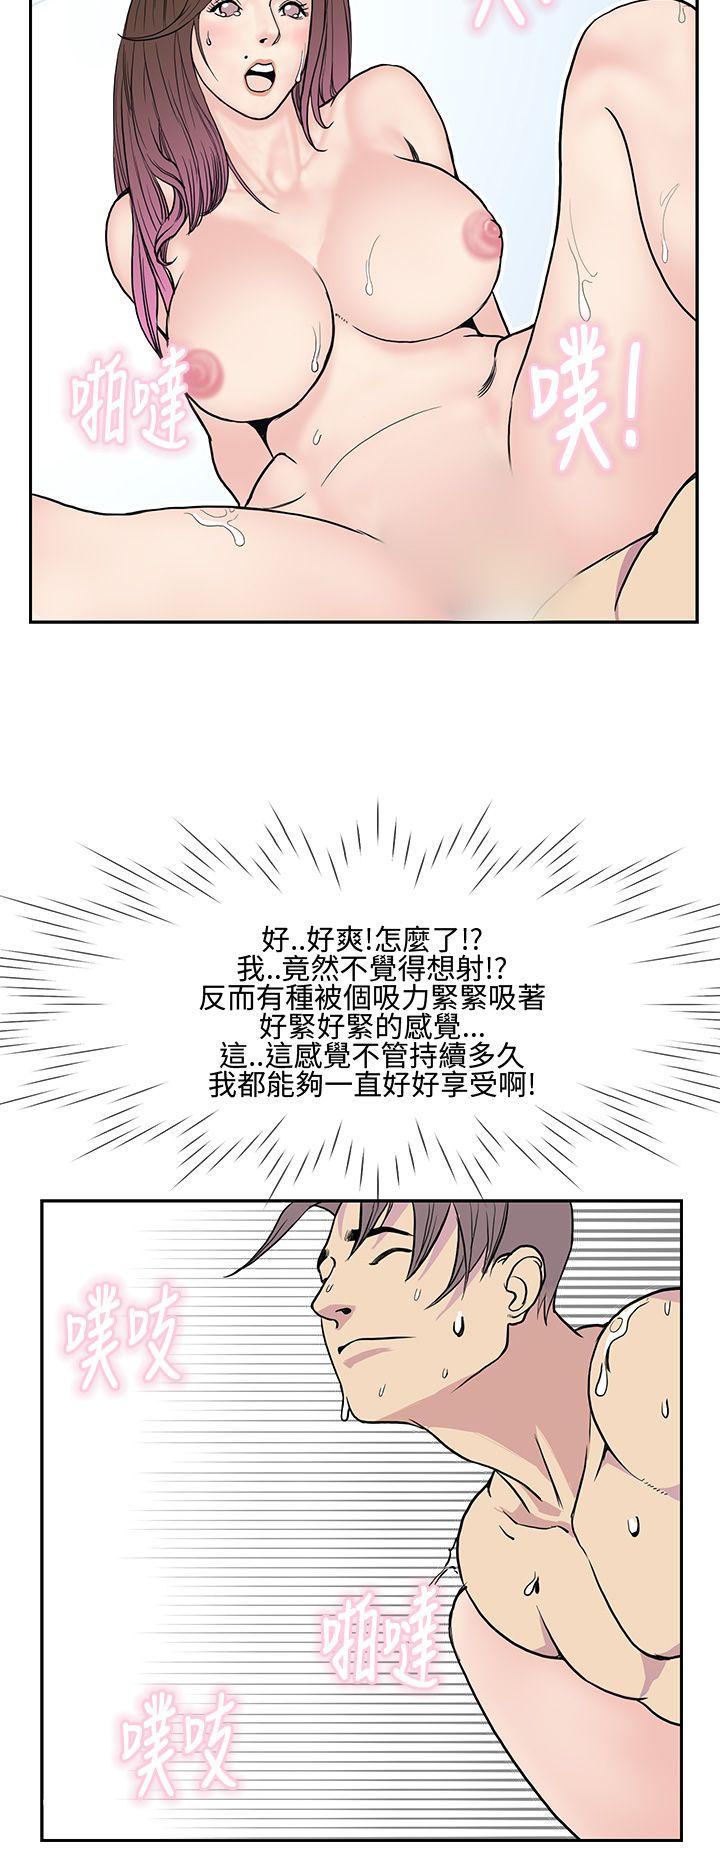 啪噠
噗!
好..好爽!怎麼了!?
我..竟然不覺得想射!?
反而有種被個吸力緊緊吸著
好緊好緊的感覺...
這..這感覺不管持續多久
我都能夠一直好好享受啊!
噗吱
啪噠
噗吱